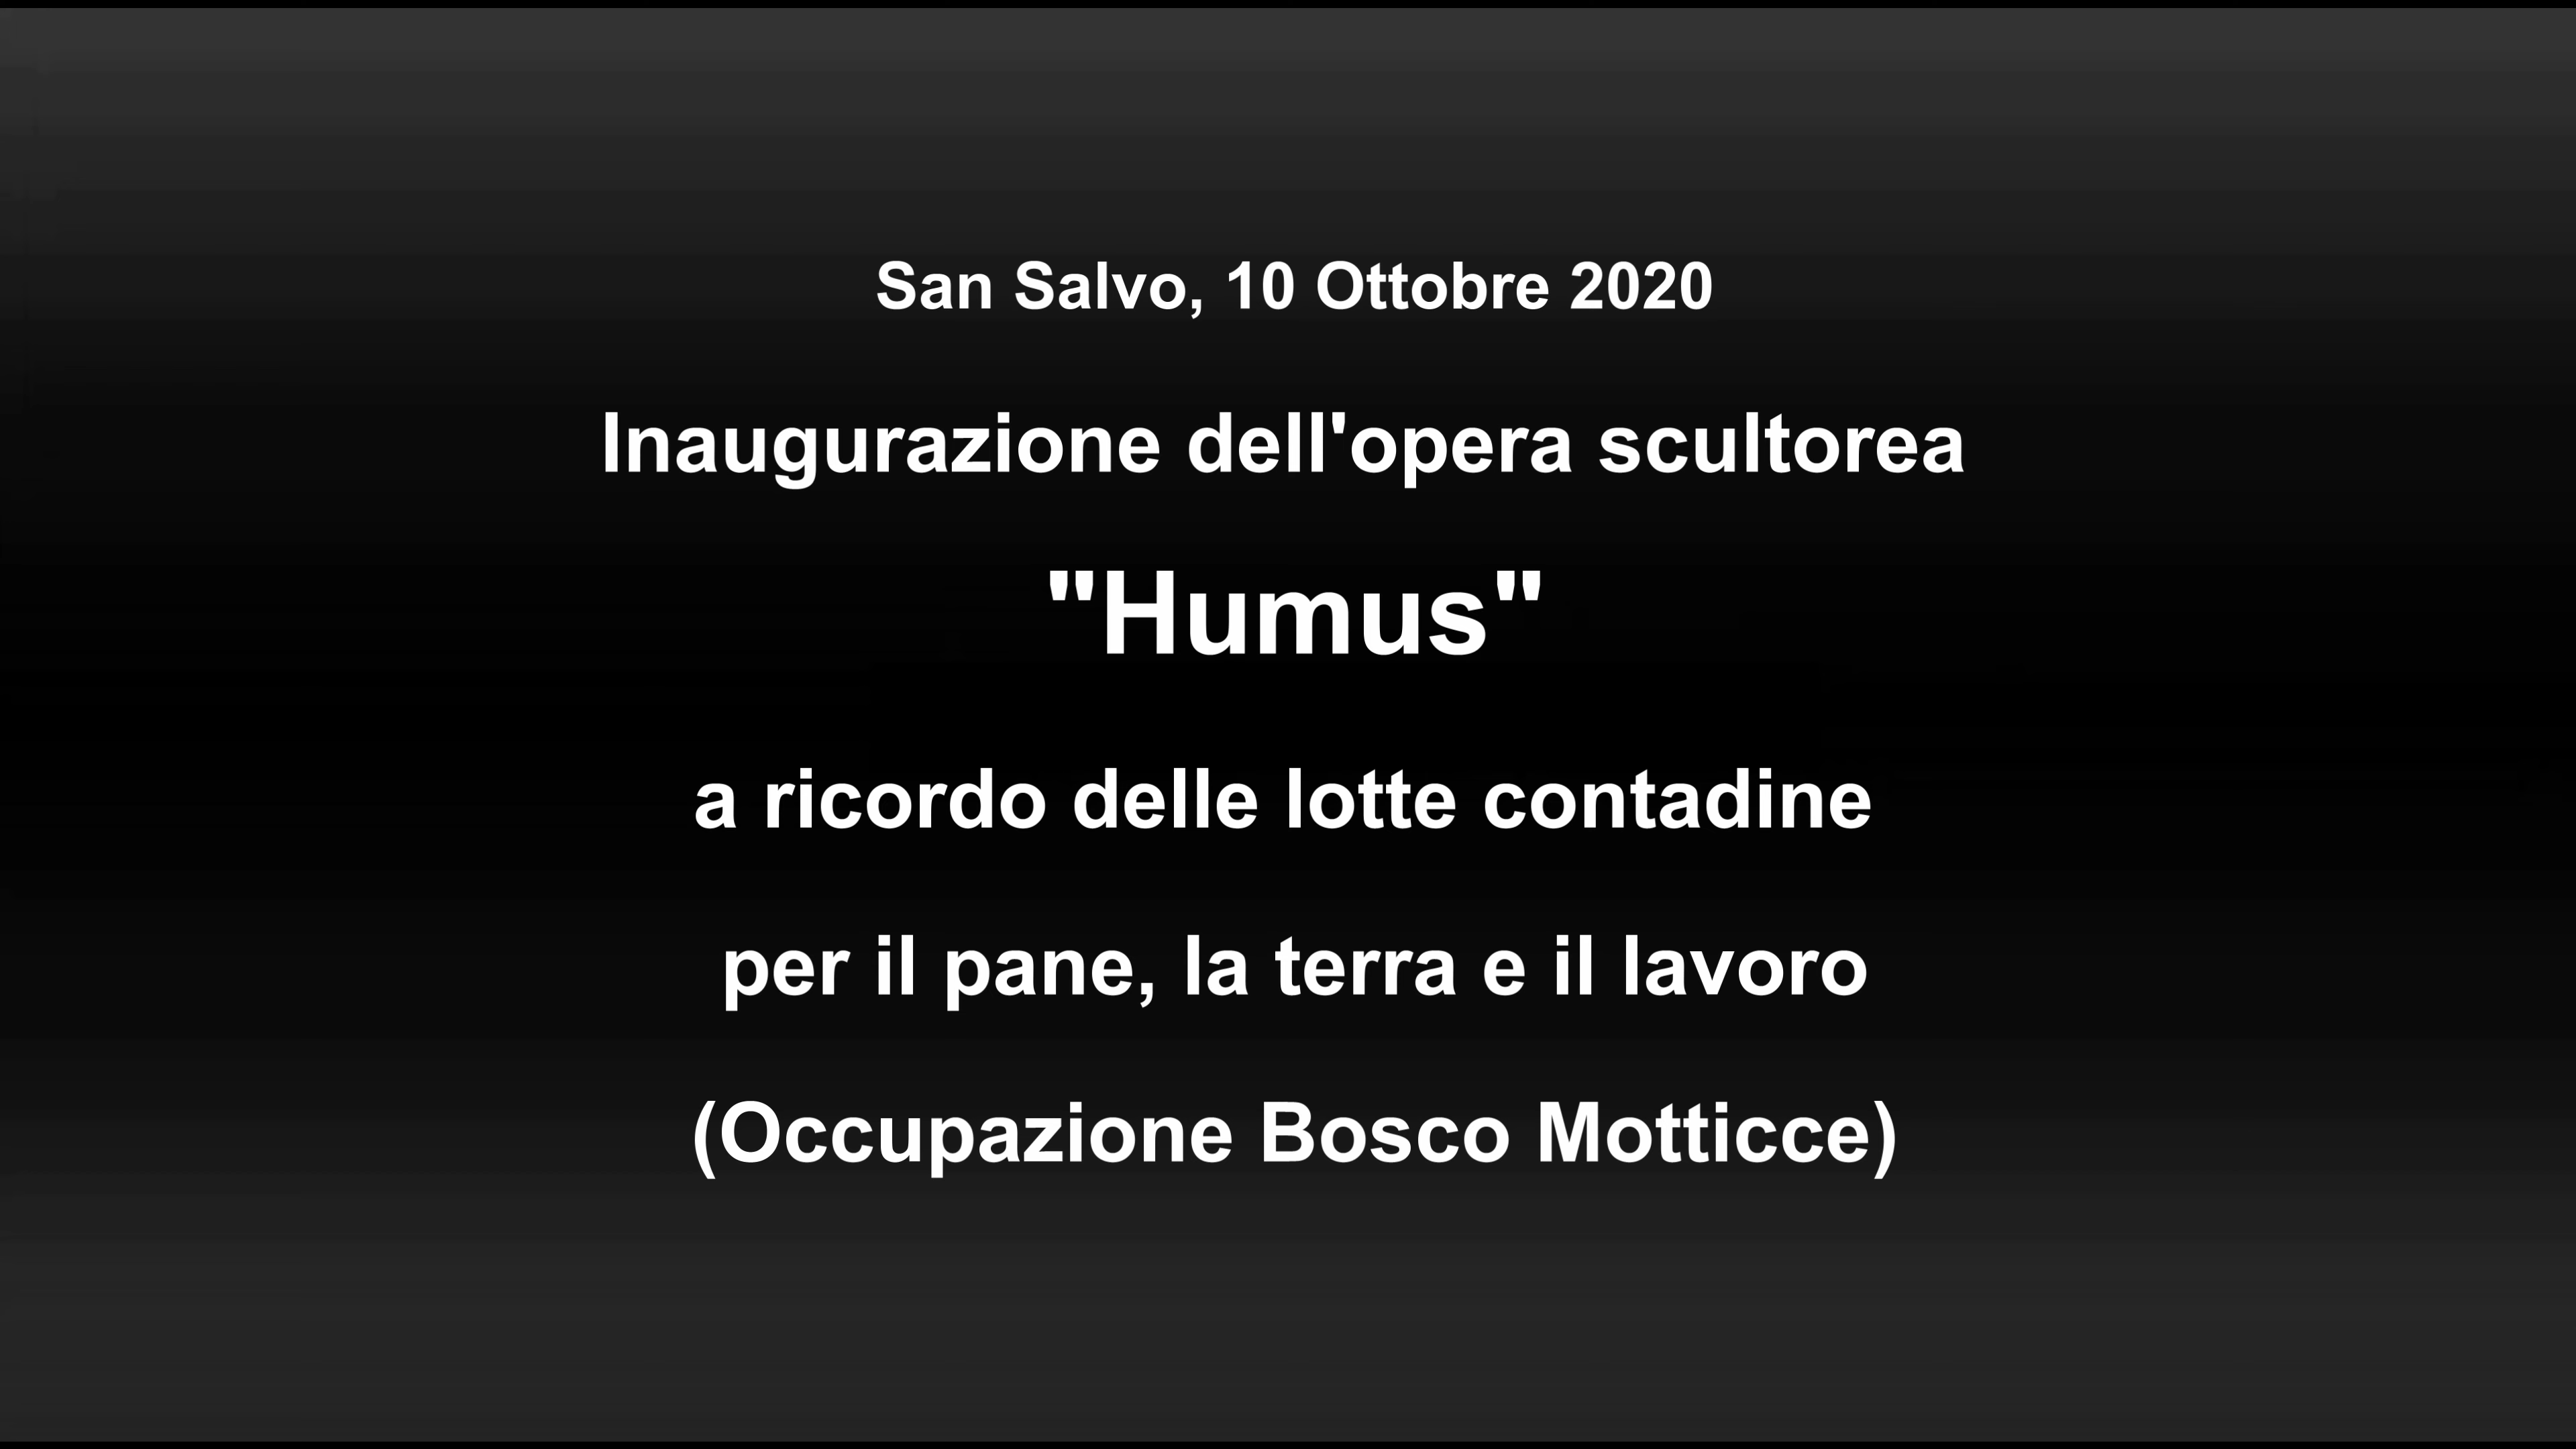 San Salvo, 10 Ottobre 2020
Inaugurazione dell'opera scultorea
"Humus"
a ricordo delle lotte contadine
per il pane, la terra e il lavoro
(Occupazione Bosco Motticce)